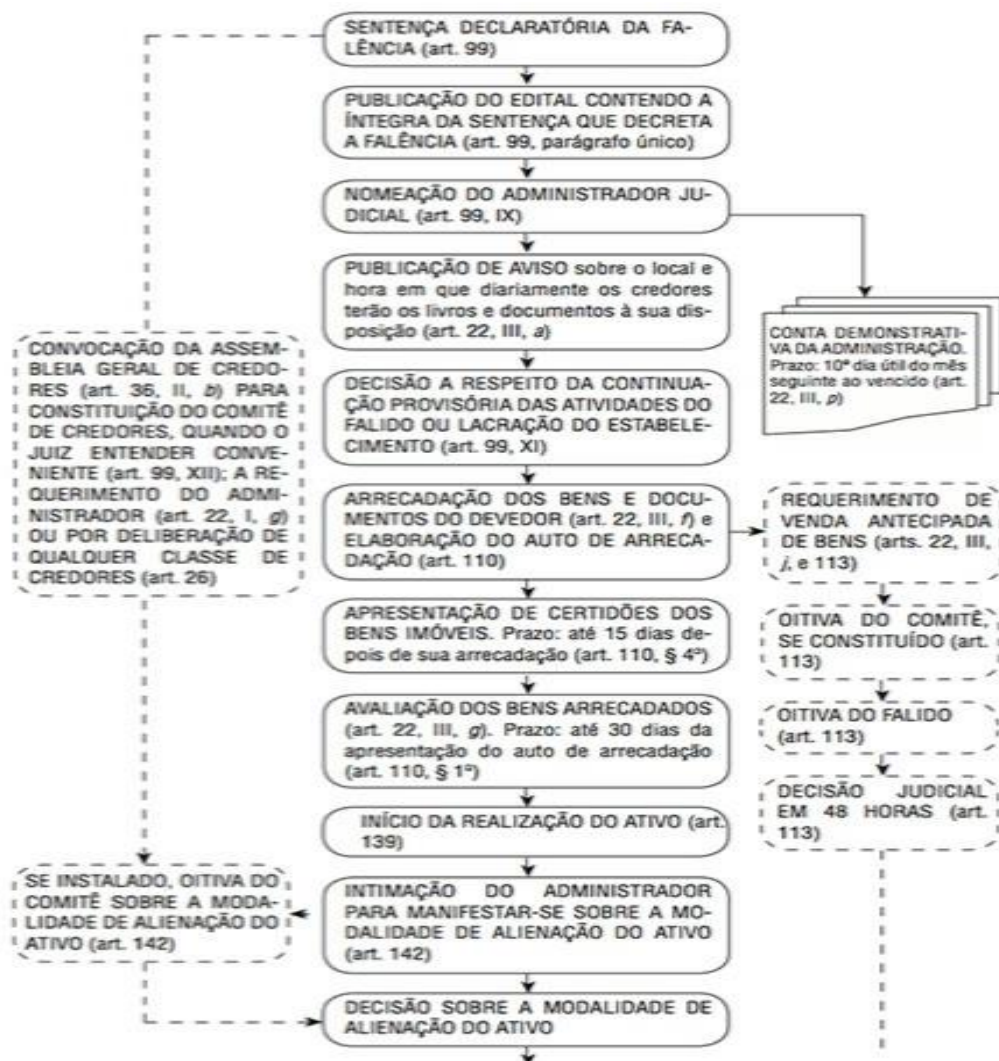 SENTENÇA DECLARATÓRIA DA FA-
LÊNCIA (art. 99)
PUBLICAÇÃO DO EDITAL CONTENDO A
ÍNTEGRA DA SENTENÇA QUE DECRETA
A FALÊNCIA (art. 99, parágrafo único)
NOMEAÇÃO DO ADMINISTRADOR JU-
DICIAL (art. 99, IX)
PUBLICAÇÃO DE AVISO sobre o local e
hora em que diariamente os credores
terão os livros e documentos à sua dis-
posição (art. 22, III, a)
CONTA DEMONSTRATI-
VA DA ADMINISTRAÇÃO.
Prazo: 10º dia útil do mês
seguinte ao vencido (art.
22, III, p)
CONVOCAÇÃO DA ASSEM-
BLEIA GERAL DE CREDO-
RES (art. 36, II, b) PARA
CONSTITUIÇÃO DO COMITÊ
DE CREDORES, QUANDO O
JUIZ ENTENDER CONVE-
NIENTE (art. 99, XII); A RE-
QUERIMENTO DO ADMI-
NISTRADOR (art. 22, I, g)
OU POR DELIBERAÇÃO DE
QUALQUER CLASSE DE
CREDORES (art. 26)
DECISÃO A RESPEITO DA CONTINUA-
ÇÃO PROVISÓRIA DAS ATIVIDADES DO
FALIDO OU LACRAÇÃO DO ESTABELE-
CIMENTO (art. 99, XI)
ARRECADAÇÃO DOS BENS E DOCU-
MENTOS DO DEVEDOR (art. 22, III, f) e
ELABORAÇÃO DO AUTO DE ARRECA-
DAÇÃO (art. 110)
REQUERIMENTO DE
VENDA ANTECIPADA
DE BENS (arts. 22, III,
j, e 113)
APRESENTAÇÃO DE CERTIDÕES DOS
BENS IMÓVEIS. Prazo: até 15 dias de-
pois de sua arrecadação (art. 110, § 4º)
OITIVA DO COMITÊ,
SE CONSTITUÍDO (art.
113)
AVALIAÇÃO DOS BENS ARRECADADOS
(art. 22, III, g). Prazo: até 30 dias da
apresentação do auto de arrecadação
(art. 110, § 1º)
OITIVA DO FALIDO
(art. 113)
DECISÃO JUDICIAL
EM 48 HORAS (art.
113)
INÍCIO DA REALIZAÇÃO DO ATIVO (art.
139)
INTIMAÇÃO DO ADMINISTRADOR
PARA MANIFESTAR-SE SOBRE A MO-
DALIDADE DE ALIENAÇÃO DO ATIVO
(art. 142)
SE INSTALADO, OITIVA DO
COMITÊ SOBRE A MODA-
LIDADE DE ALIENAÇÃO DO
ATIVO (art. 142)
DECISÃO SOBRE A MODALIDADE DE
ALIENAÇÃO DO ATIVO